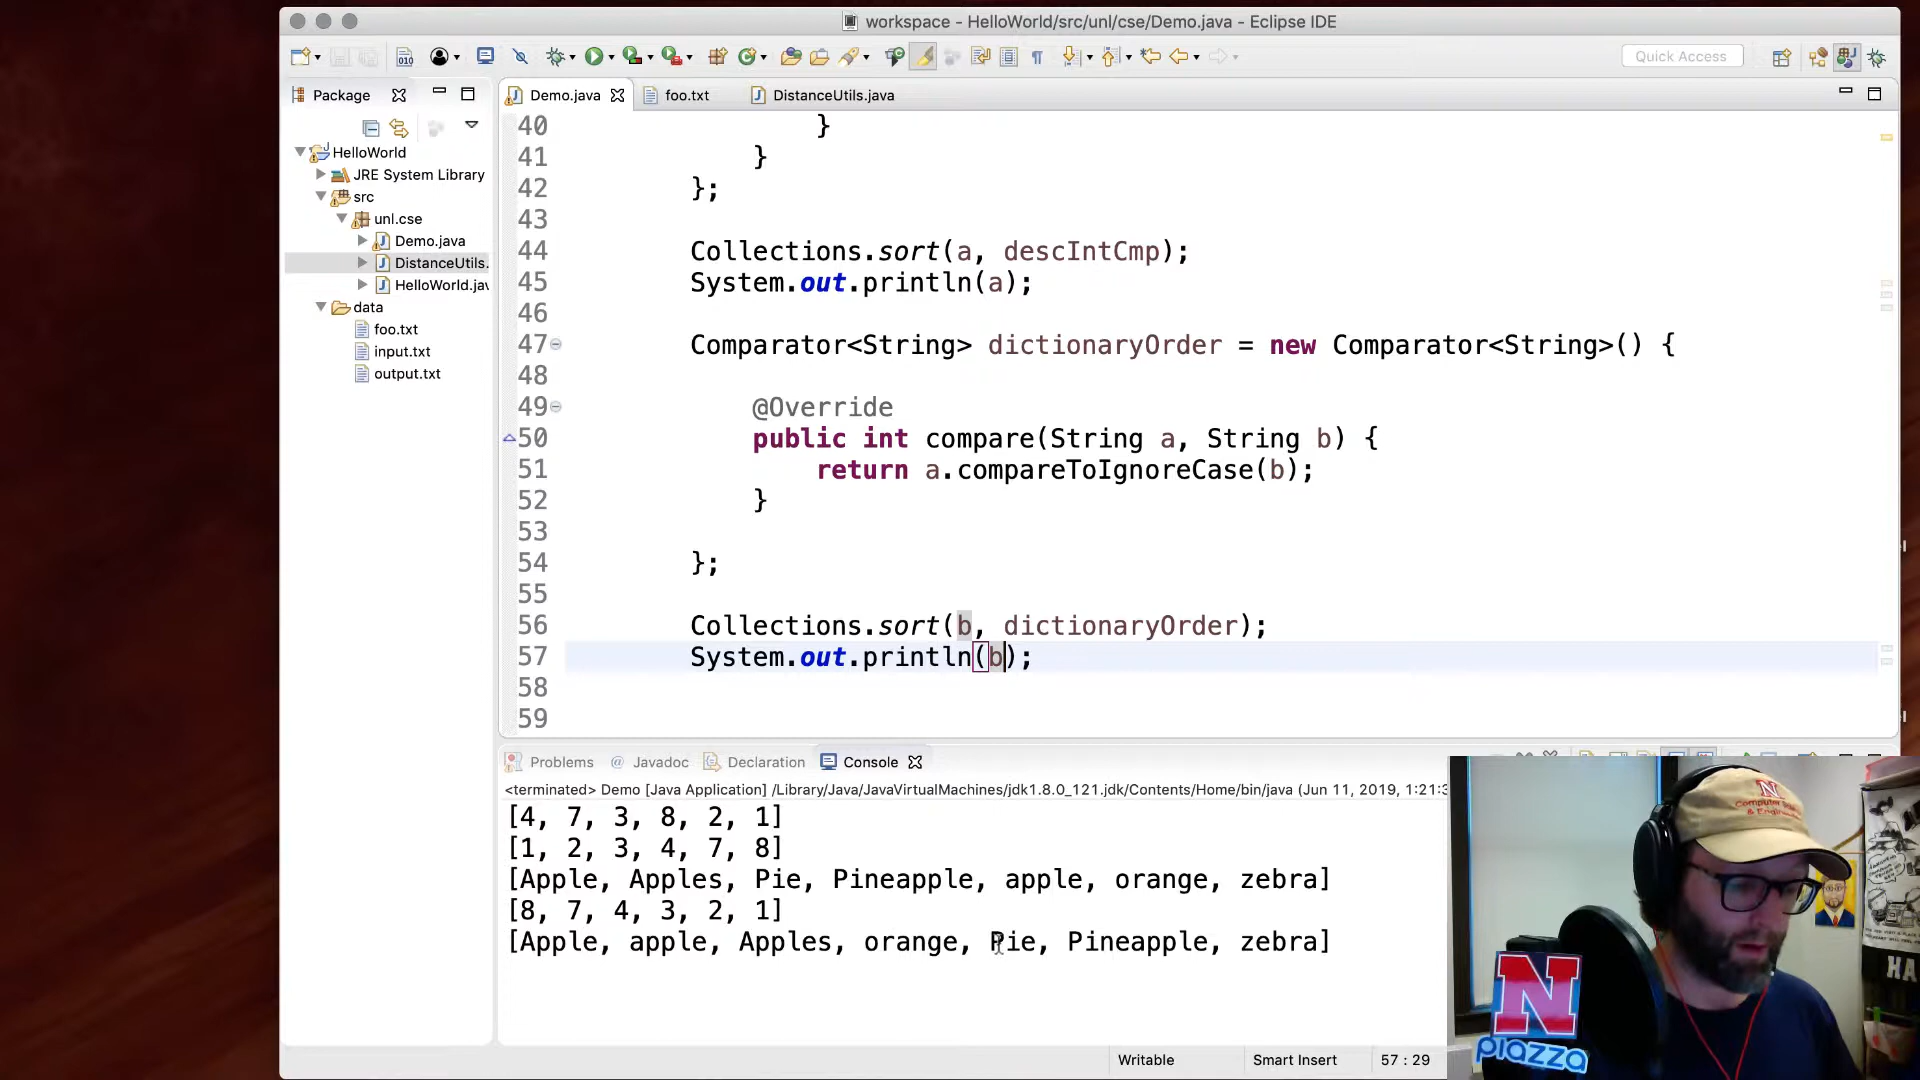 workspace - HelloWorld/src/unl/cse/Demo.java - Eclipse IDE
Quick Access
Package
Demo.java
foo.txt
DistanceUtils.java
HelloWorld
JRE System Library
src
unl.cse
Demo.java
DistanceUtils.
HelloWorld.jav
data
foo.txt
input.txt
output.txt
40 }
41 }
42 };
43
44 Collections.sort(a, descIntCmp);
45 System.out.println(a);
46
47 Comparator<String> dictionaryOrder = new Comparator<String>() {
48
49 @Override
50 public int compare(String a, String b) {
51 return a.compareToIgnoreCase(b);
52 }
53
54 };
55
56 Collections.sort(b, dictionaryOrder);
57 System.out.println(b);
58
59
Problems
@ Javadoc
Declaration
Console
<terminated> Demo [Java Application] /Library/Java/JavaVirtualMachines/jdk1.8.0_121.jdk/Contents/Home/bin/java (Jun 11, 2019, 1:21:3
[4, 7, 3, 8, 2, 1]
[1, 2, 3, 4, 7, 8]
[Apple, Apples, Pie, Pineapple, apple, orange, zebra]
[8, 7, 4, 3, 2, 1]
[Apple, apple, Apples, orange, Pie, Pineapple, zebra]
Writable
Smart Insert
57 : 29
N
Computer Science
& Engineering
HA
N
piazza